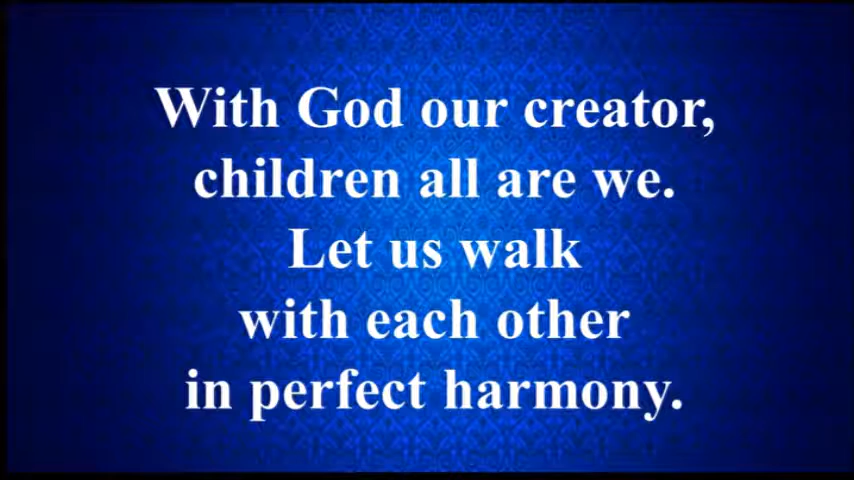 With God our creator,
children all are we.
Let us walk
with each other
in perfect harmony.